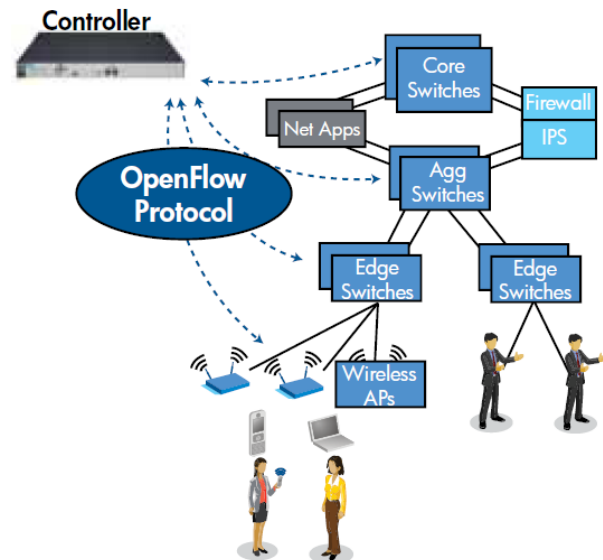 Controller
Core
Switches
Firewall
Net Apps
IPS
OpenFlow
Protocol
Agg
Switches
Edge
Switches
Edge
Switches
Wireless
APs